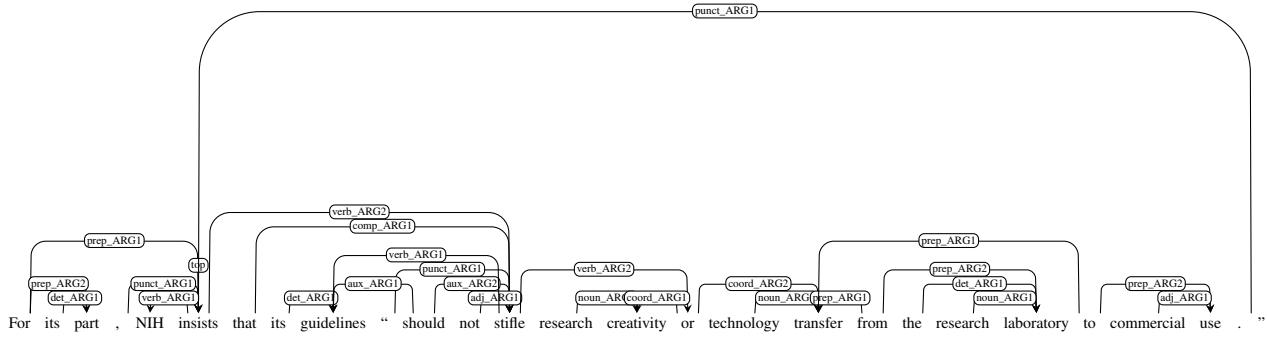 punct_ARG1
verb_ARG2
comp_ARG1
prep_ARG1 prep_ARG1
verb_ARG1
top punct_ARG1 verb_ARG2 prep_ARG2
prep_ARG2 punct_ARG1 aux_ARG1 aux_ARG2 coord_ARG2 det_ARG1 prep_ARG2
det_ARG1 verb_ARG1 det_ARG1 adj_ARG1 noun_ARG1 coord_ARG1 noun_ARG prep_ARG1 noun_ARG1 adj_ARG1
For its part , NIH insists that its guidelines “ should not stifle research creativity or technology transfer from the research laboratory to commercial use . ”